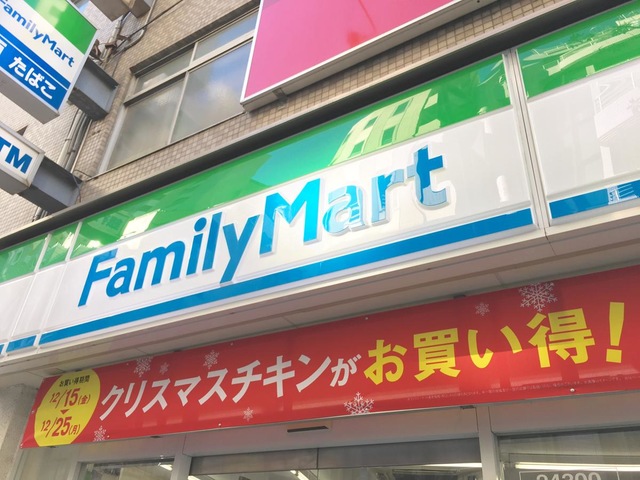 FamilyMart
たばこ
ATM
FamilyMart
お買い得期間
12/15(金)
12/25(月)
クリスマスチキンがお買い得!